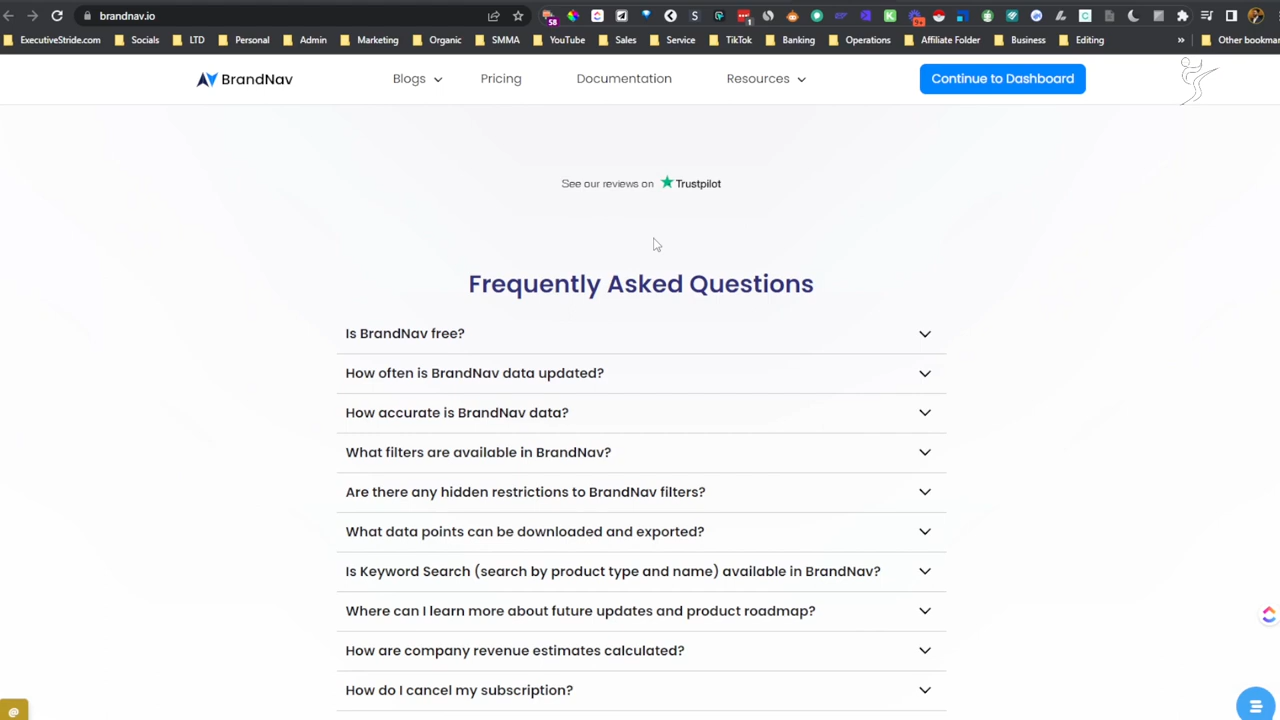 brandnav.io
58
9+
1
ExecutiveStride.com
Socials
LTD
Personal
Admin
Marketing
Organic
SMMA
YouTube
Sales
Service
TikTok
Banking
Operations
Affiliate Folder
Business
Editing
»
Other bookmar
BrandNav
Blogs
Pricing
Documentation
Resources
Continue to Dashboard
See our reviews on ★ Trustpilot
Frequently Asked Questions
Is BrandNav free?
How often is BrandNav data updated?
How accurate is BrandNav data?
What filters are available in BrandNav?
Are there any hidden restrictions to BrandNav filters?
What data points can be downloaded and exported?
Is Keyword Search (search by product type and name) available in BrandNav?
Where can I learn more about future updates and product roadmap?
How are company revenue estimates calculated?
How do I cancel my subscription?
@